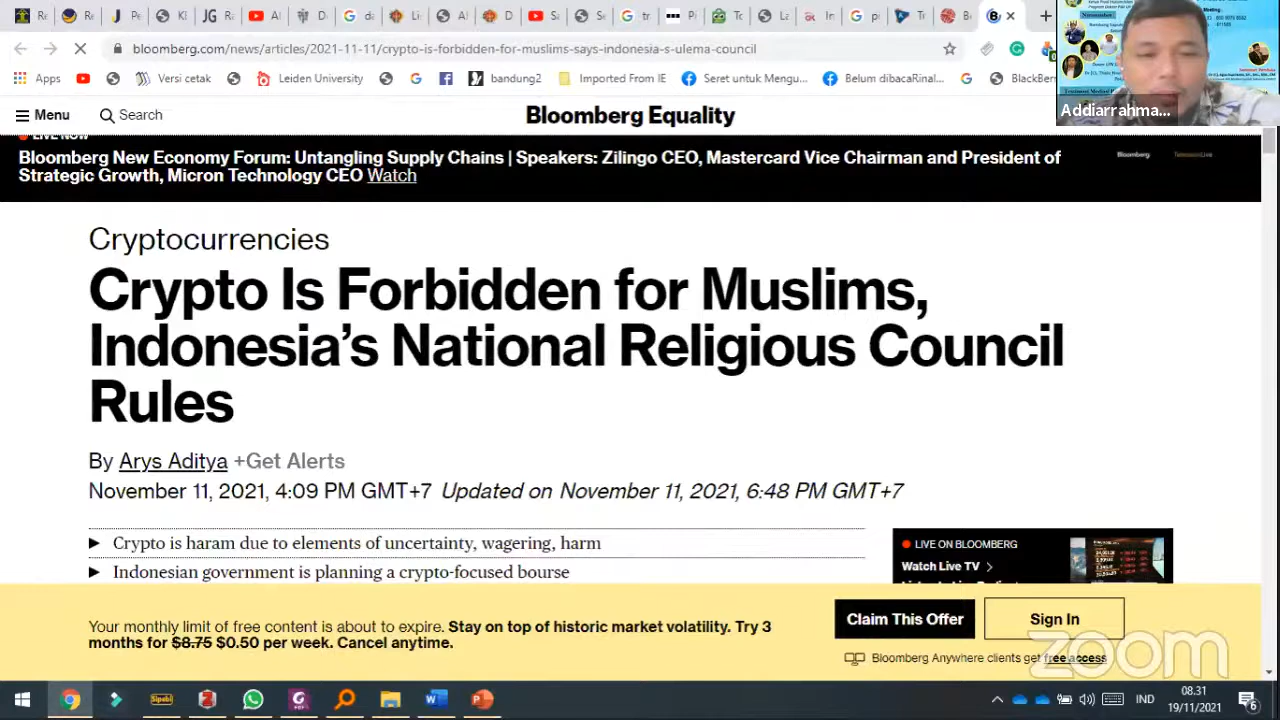 bloomberg.com/news/articles/2021-11-11/crypto-is-forbidden-for-muslims-says-indonesia-s-ulema-council
Apps
Versi cetak
Leiden University
bandung2
Imported From IE
Seret untuk Mengu...
Belum dibacaRinal...
BlackBer
Addiarrahma...
Menu
Search
Bloomberg Equality
LIVE NOW
Bloomberg New Economy Forum: Untangling Supply Chains | Speakers: Zilingo CEO, Mastercard Vice Chairman and President of
Strategic Growth, Micron Technology CEO Watch
Bloomberg
Cryptocurrencies
Crypto Is Forbidden for Muslims,
Indonesia's National Religious Council
Rules
By Arys Aditya +Get Alerts
November 11, 2021, 4:09 PM GMT+7 Updated on November 11, 2021, 6:48 PM GMT+7
Crypto is haram due to elements of uncertainty, wagering, harm
Indonesian government is planning a crypto-focused bourse
LIVE ON BLOOMBERG
Watch Live TV
Your monthly limit of free content is about to expire. Stay on top of historic market volatility. Try 3
months for $8.75 $0.50 per week. Cancel anytime.
Claim This Offer
Sign In
Bloomberg Anywhere clients get free access
zoom
Sipebi
IND
08.31
19/11/2021
6